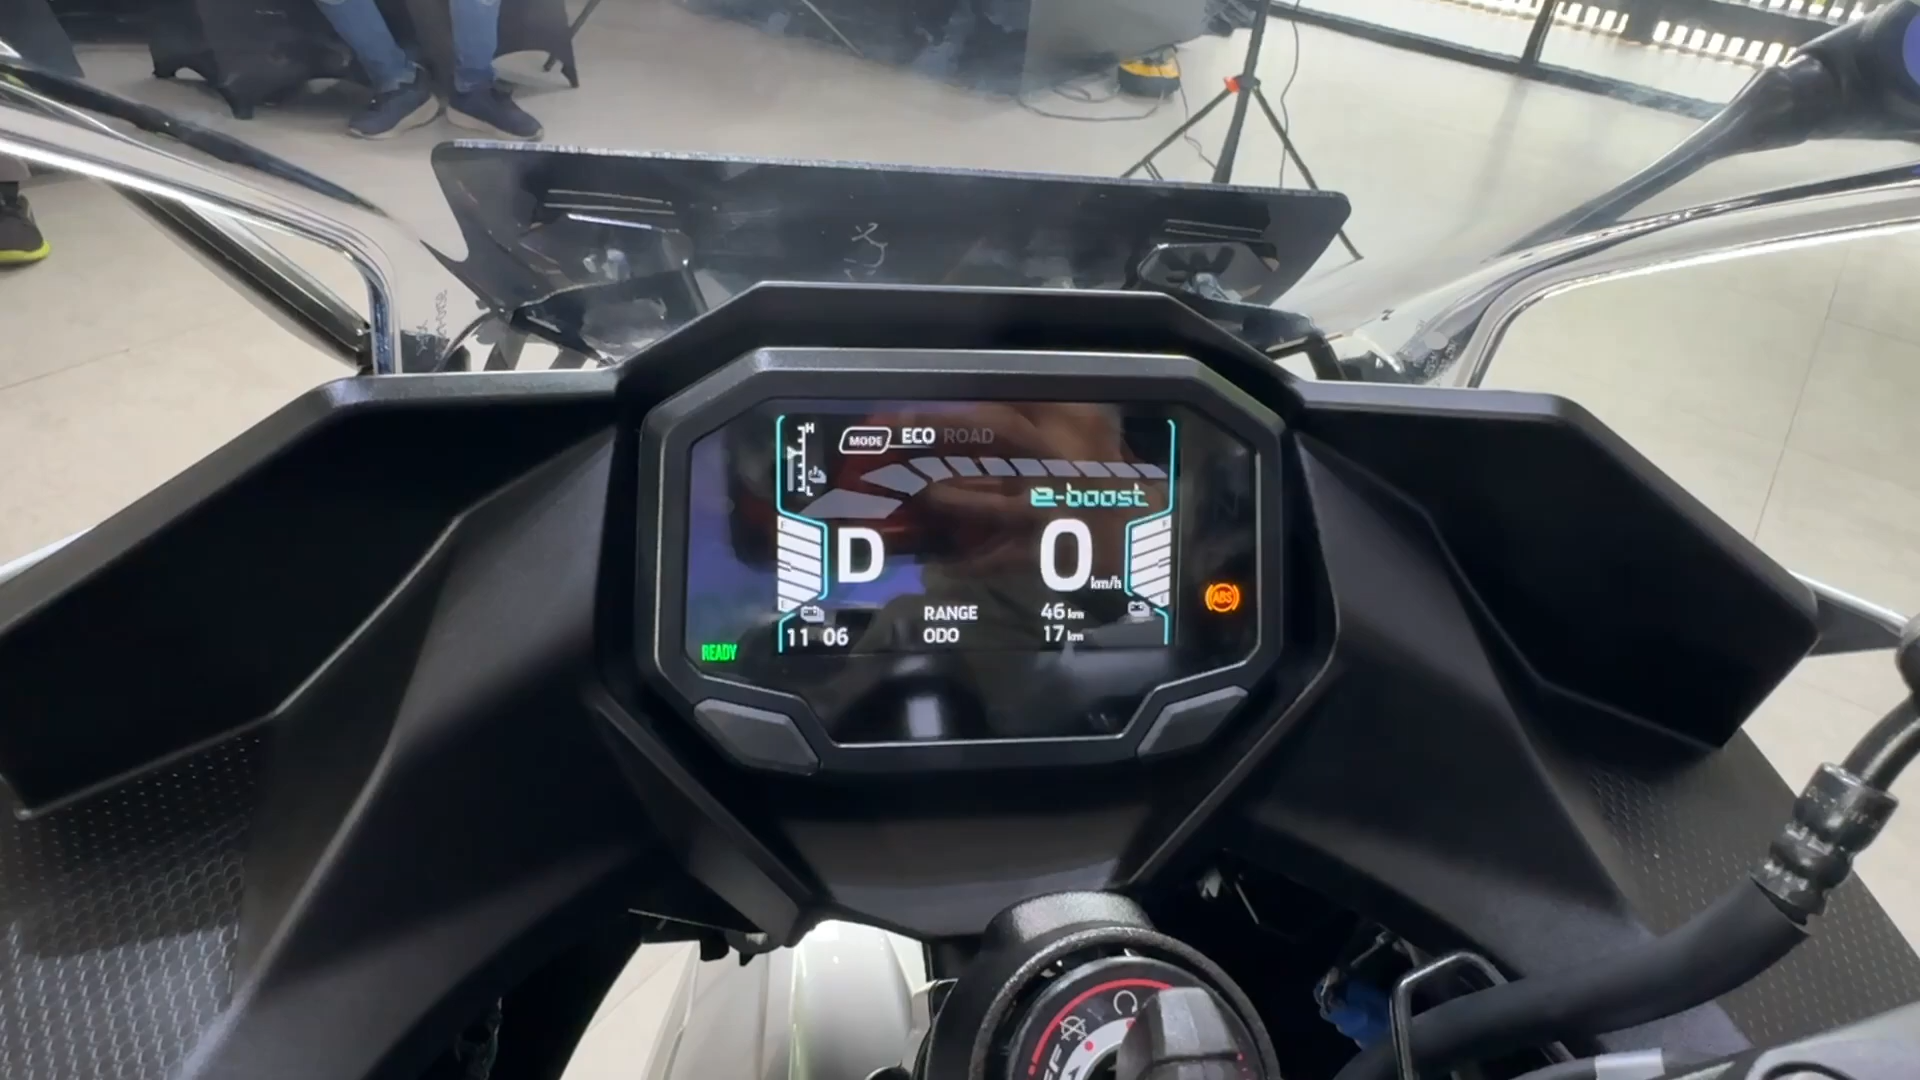 H
MODE ECO ROAD
L
e-boost
F
F
D 0 km/h
E
E
RANGE 46 km
11 06 ODO 17 km
ABS
READY